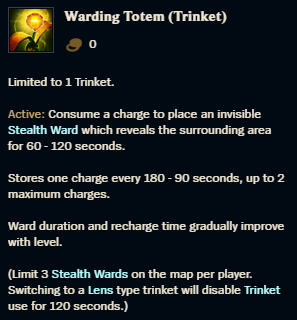 Warding Totem (Trinket)
0
Limited to 1 Trinket.
Active: Consume a charge to place an invisible
Stealth Ward which reveals the surrounding area
for 60 - 120 seconds.
Stores one charge every 180 - 90 seconds, up to 2
maximum charges.
Ward duration and recharge time gradually improve
with level.
(Limit 3 Stealth Wards on the map per player.
Switching to a Lens type trinket will disable Trinket
use for 120 seconds.)